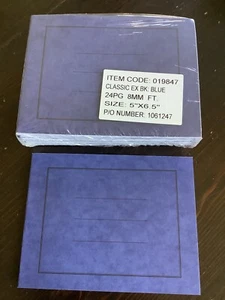 ITEM CODE: 019847
CLASSIC EX BK: BLUE
24PG 8MM FT.
SIZE: 5"X6.5"
P/O NUMBER: 1061247